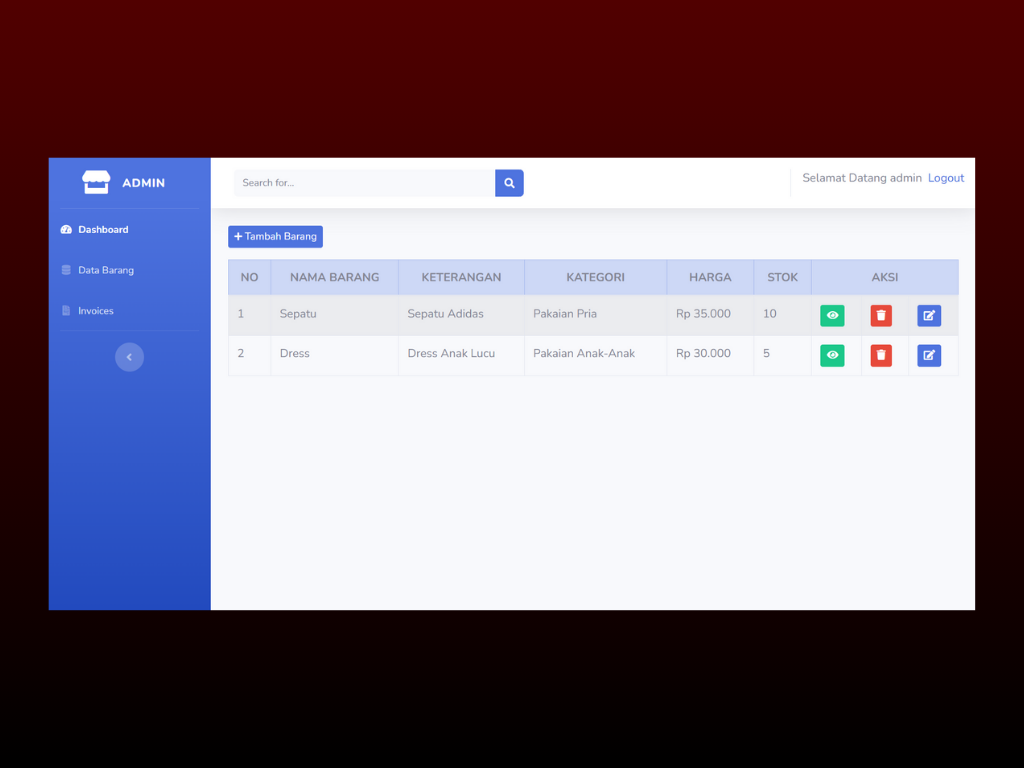 ADMIN
Search for...
Selamat Datang admin Logout
Dashboard
Data Barang
Invoices
Tambah Barang
NO NAMA BARANG KETERANGAN KATEGORI HARGA STOK AKSI
1 Sepatu Sepatu Adidas Pakaian Pria Rp 35.000 10
2 Dress Dress Anak Lucu Pakaian Anak-Anak Rp 30.000 5